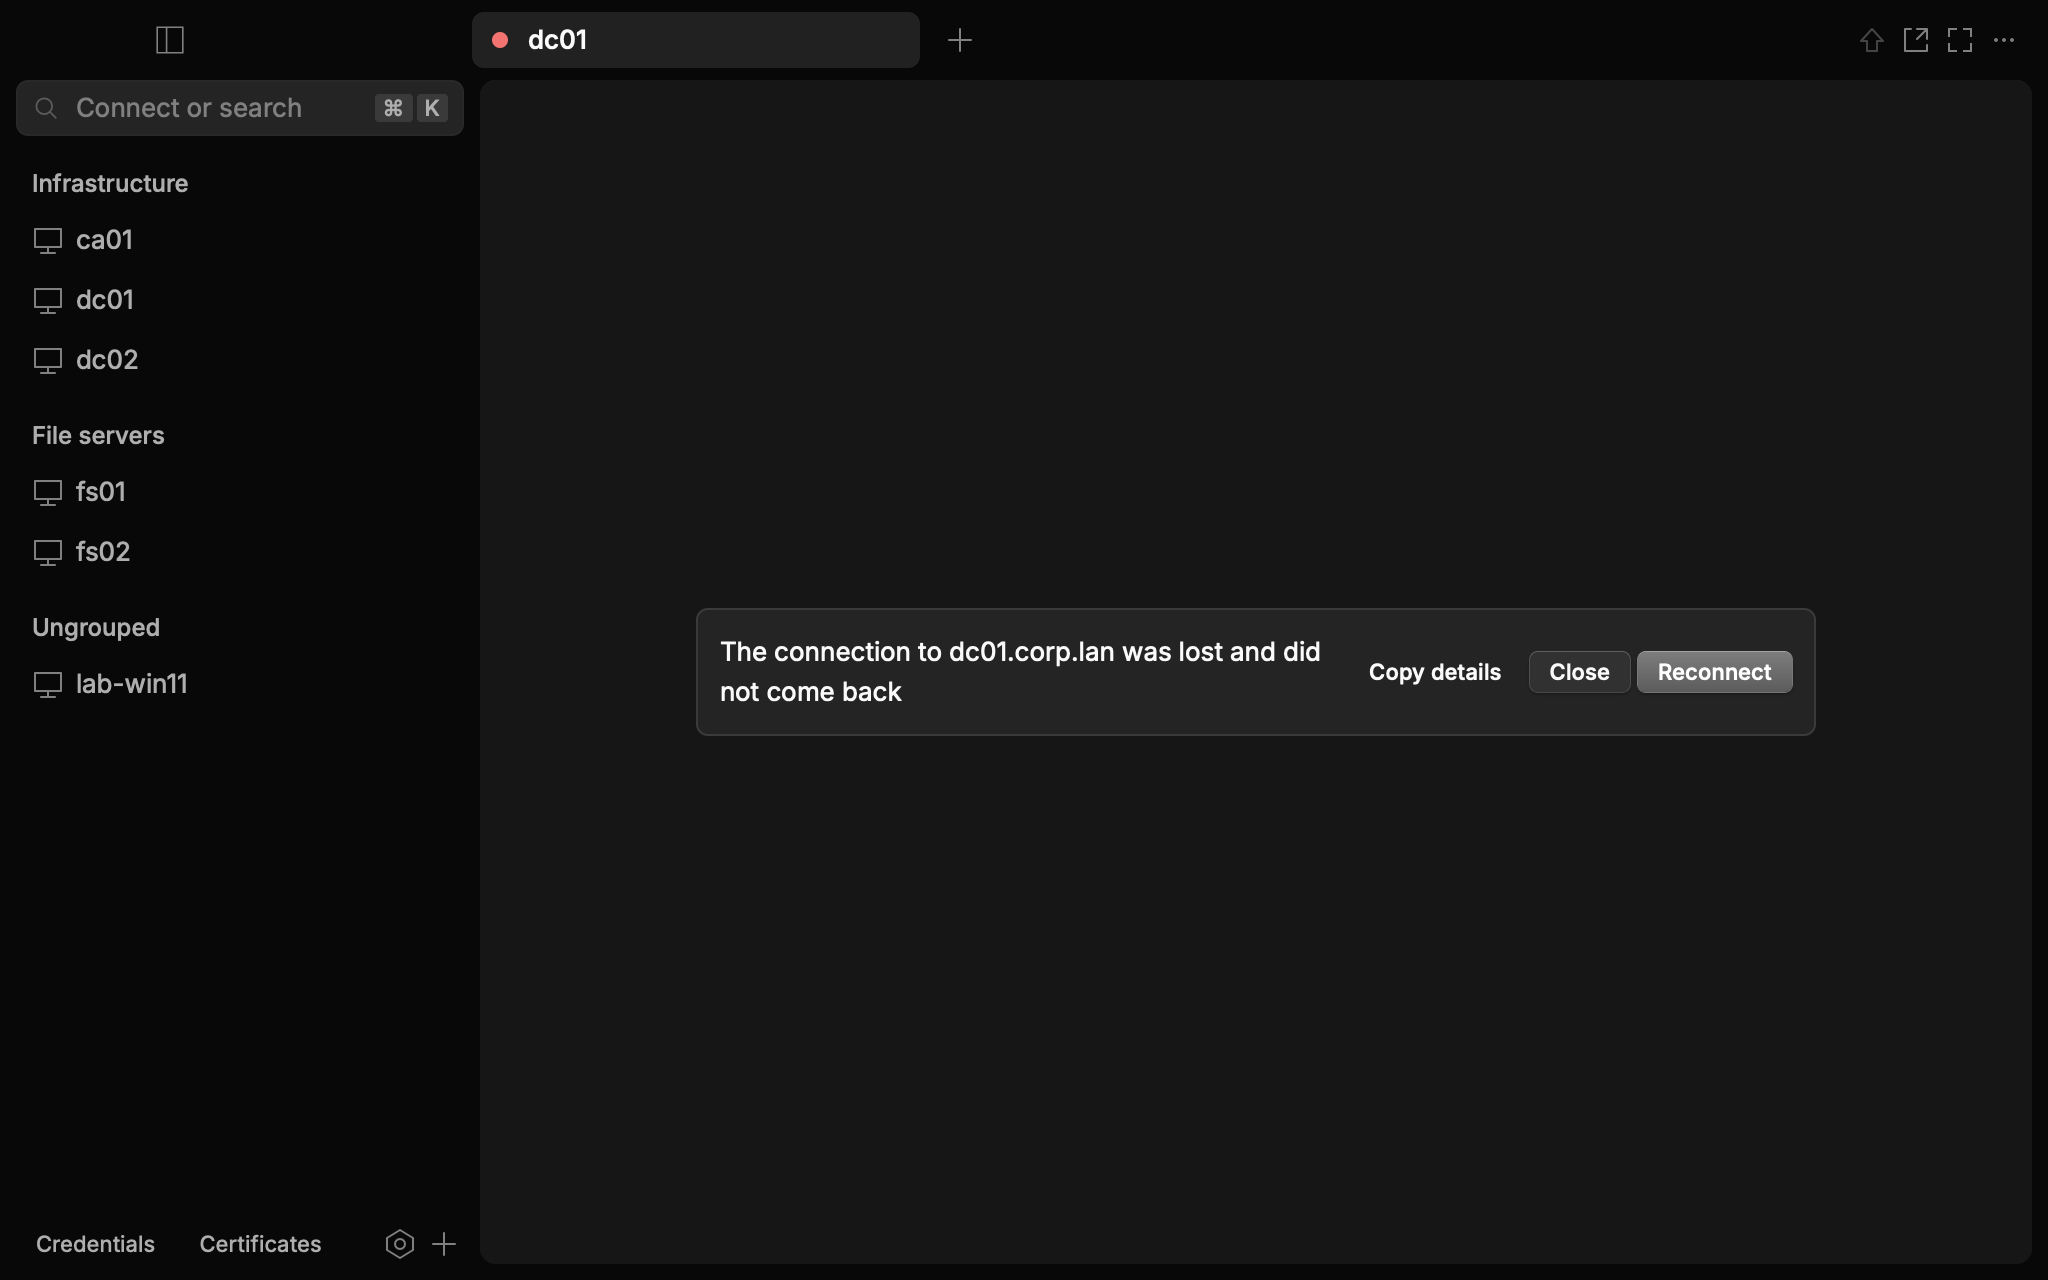 dc01
Connect or search ⌘ K
Infrastructure
ca01
dc01
dc02
File servers
fs01
fs02
Ungrouped
lab-win11
The connection to dc01.corp.lan was lost and did
not come back
Copy details
Close
Reconnect
Credentials
Certificates